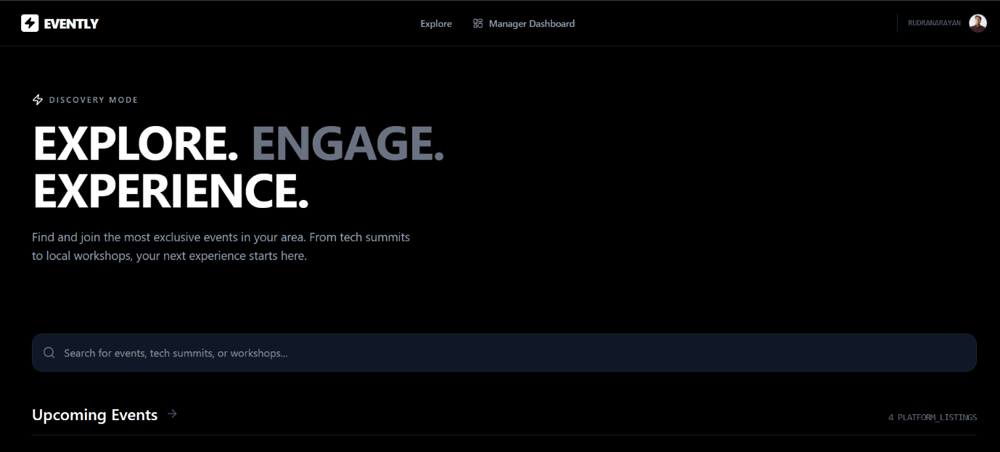 EVENTLY
Explore
Manager Dashboard
RUDRANARAYAN
DISCOVERY MODE
EXPLORE. ENGAGE.
EXPERIENCE.
Find and join the most exclusive events in your area. From tech summits
to local workshops, your next experience starts here.
Search for events, tech summits, or workshops...
Upcoming Events
4 PLATFORM_LISTINGS